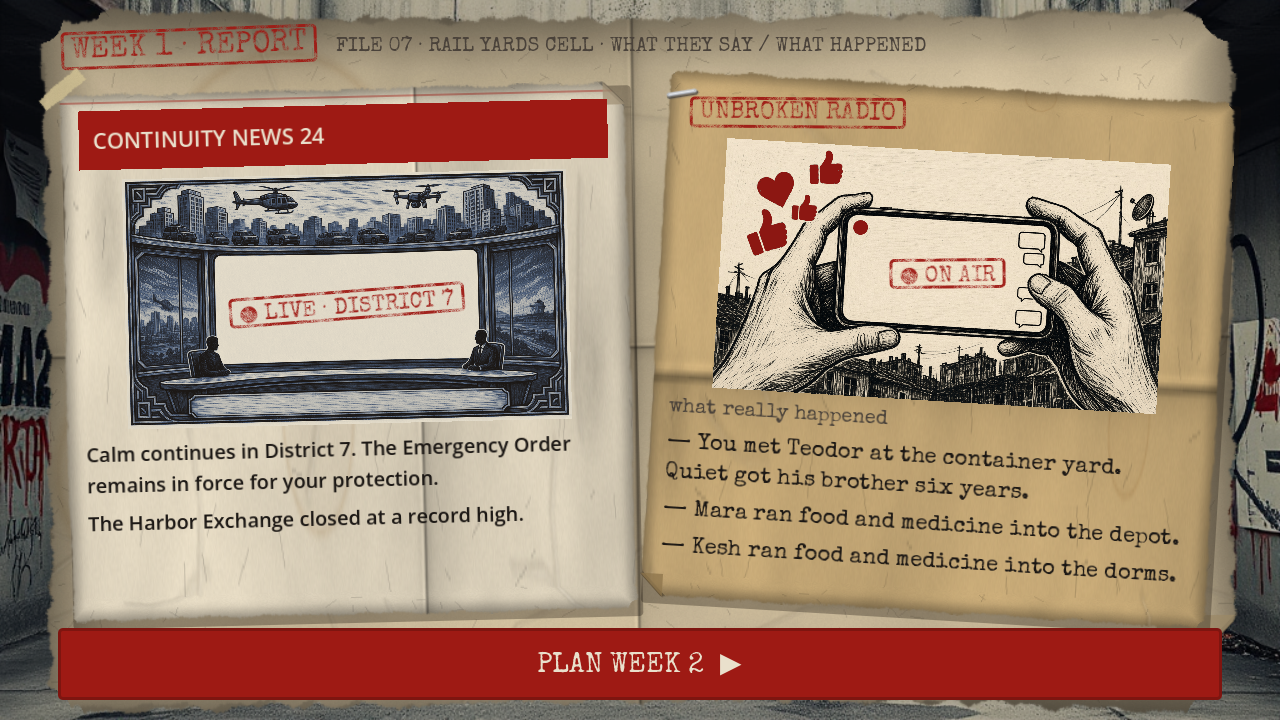 WEEK 1 · REPORT
FILE 07 · RAIL YARDS CELL · WHAT THEY SAY / WHAT HAPPENED
CONTINUITY NEWS 24
LIVE · DISTRICT 7
Calm continues in District 7. The Emergency Order
remains in force for your protection.
The Harbor Exchange closed at a record high.
UNBROKEN RADIO
ON AIR
what really happened
— You met Teodor at the container yard.
Quiet got his brother six years.
— Mara ran food and medicine into the depot.
— Kesh ran food and medicine into the dorms.
PLAN WEEK 2 ▶